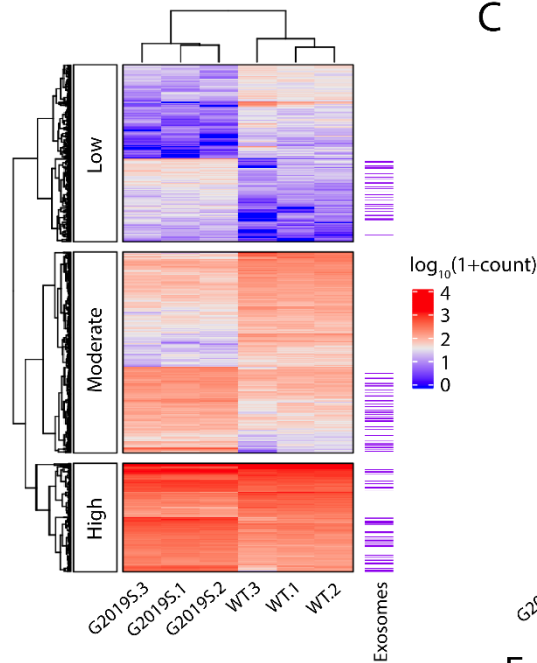 C
Low
Moderate
High
log₁₀(1+count)
4
3
2
1
0
G2019S.3
G2019S.1
G2019S.2
WT.3
WT.1
WT.2
Exosomes
G20